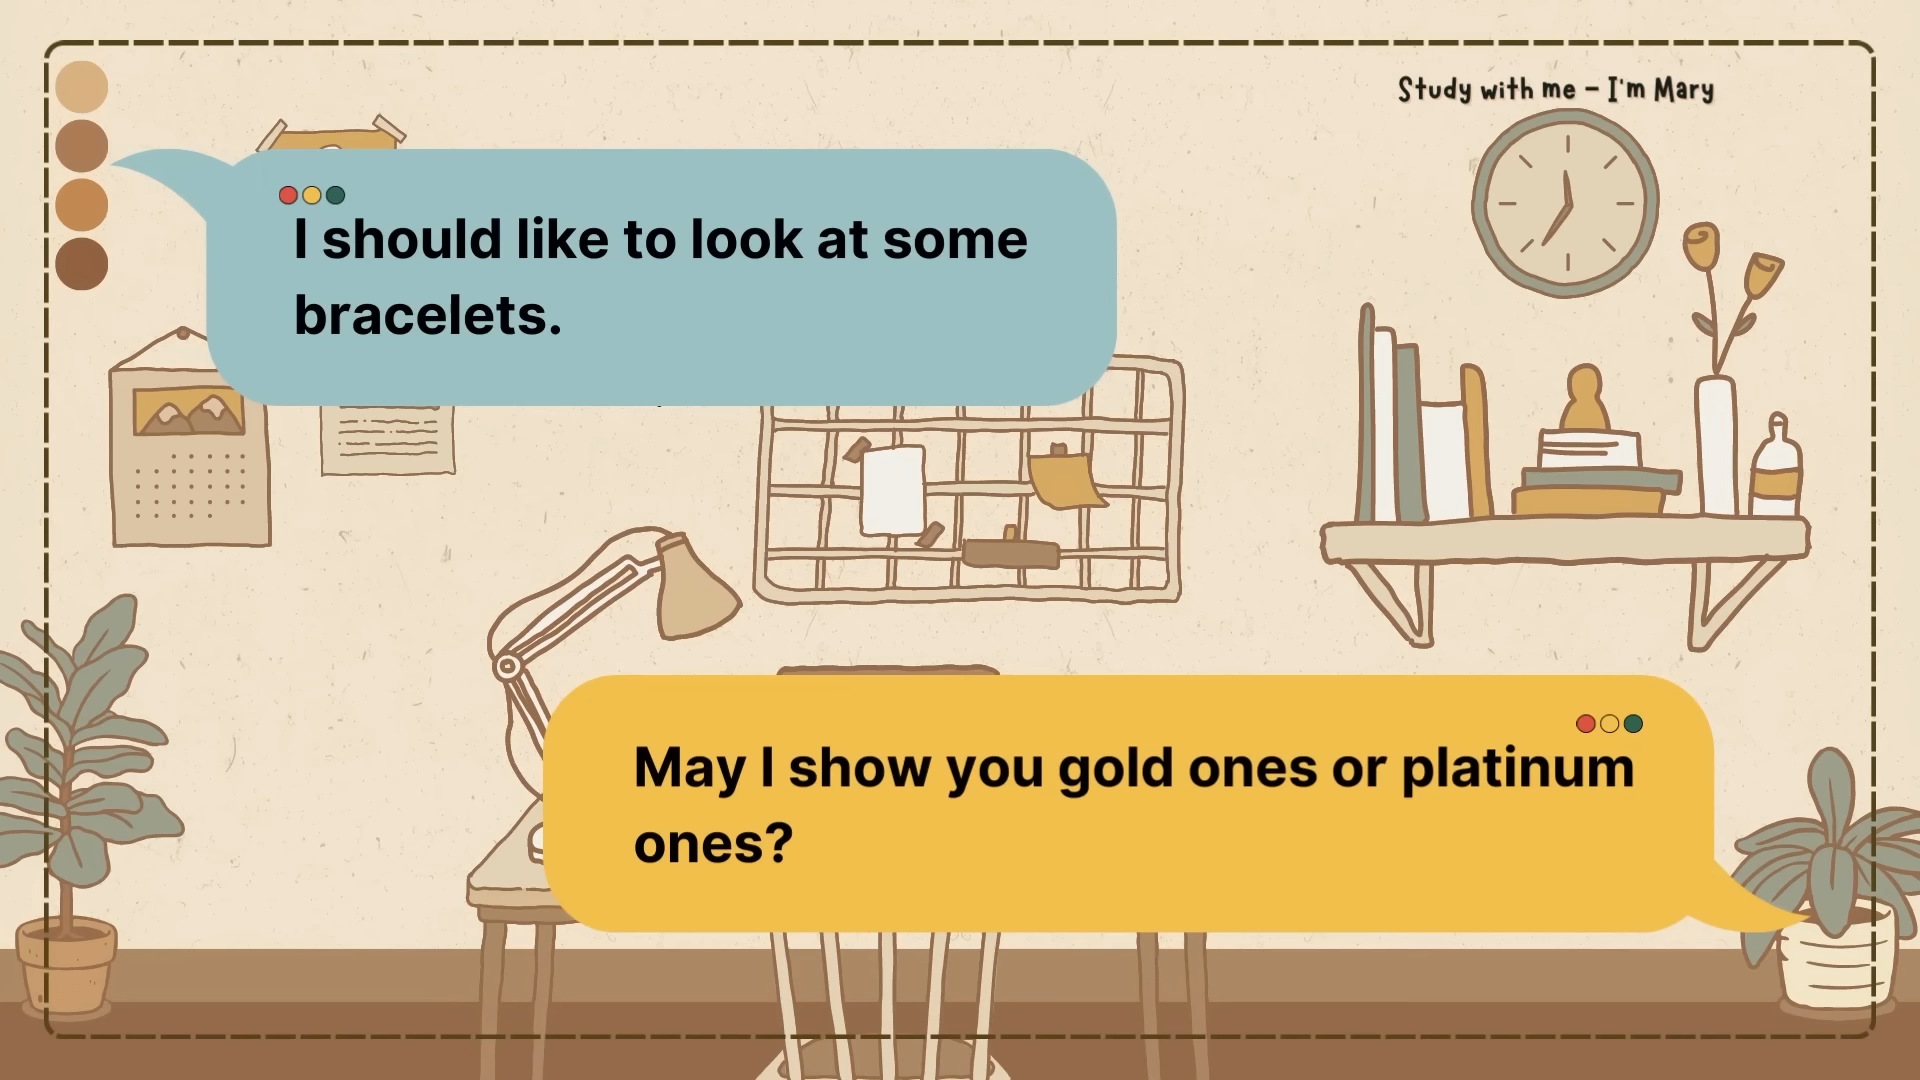 Study with me - I'm Mary
I should like to look at some
bracelets.
May I show you gold ones or platinum
ones?